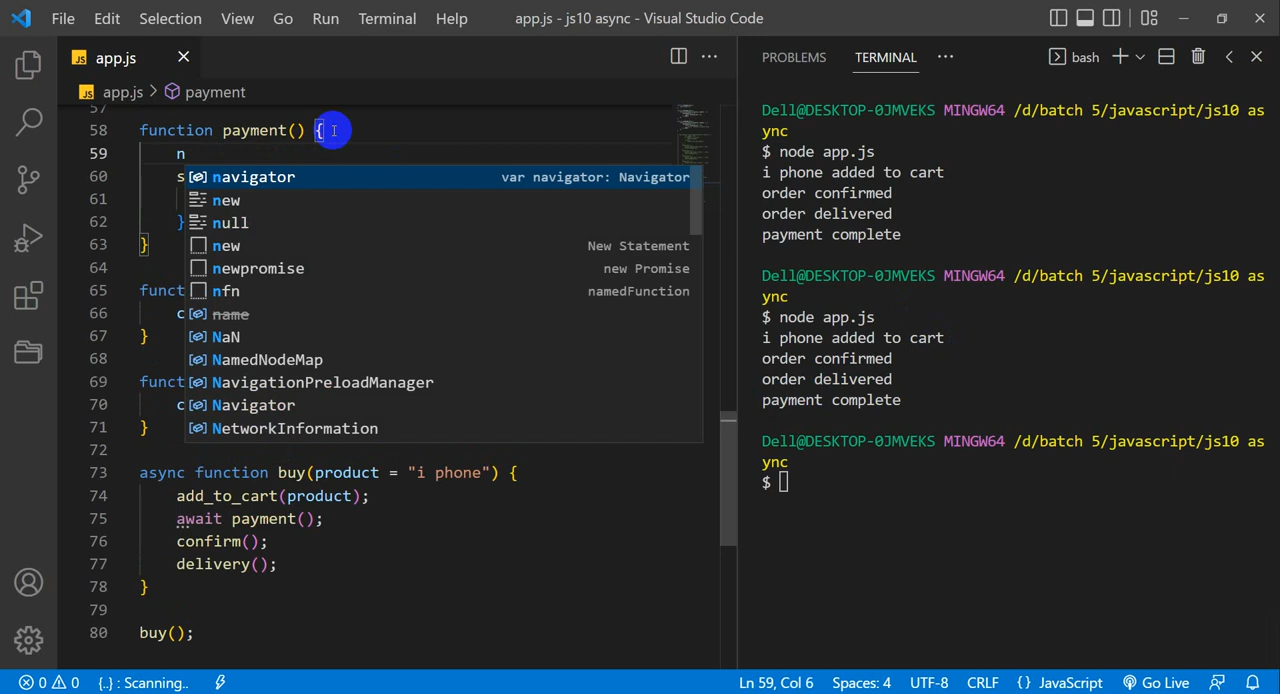 File Edit Selection View Go Run Terminal Help app.js - js10 async - Visual Studio Code
JS app.js
JS app.js > payment
57
58 function payment() {
59 n
60 s
61
62 }
63 }
64
65 funct
66 c
67 }
68
69 funct
70 c
71 }
72
73 async function buy(product = "i phone") {
74 add_to_cart(product);
75 await payment();
76 confirm();
77 delivery();
78 }
79
80 buy();
navigator var navigator: Navigator
new
null
new New Statement
newpromise new Promise
nfn namedFunction
name
NaN
NamedNodeMap
NavigationPreloadManager
Navigator
NetworkInformation
PROBLEMS TERMINAL bash
Dell@DESKTOP-0JMVEKS MINGW64 /d/batch 5/javascript/js10 as
ync
$ node app.js
i phone added to cart
order confirmed
order delivered
payment complete
Dell@DESKTOP-0JMVEKS MINGW64 /d/batch 5/javascript/js10 as
ync
$ node app.js
i phone added to cart
order confirmed
order delivered
payment complete
Dell@DESKTOP-0JMVEKS MINGW64 /d/batch 5/javascript/js10 as
ync
$
0 0 {..} : Scanning.. Ln 59, Col 6 Spaces: 4 UTF-8 CRLF {} JavaScript Go Live